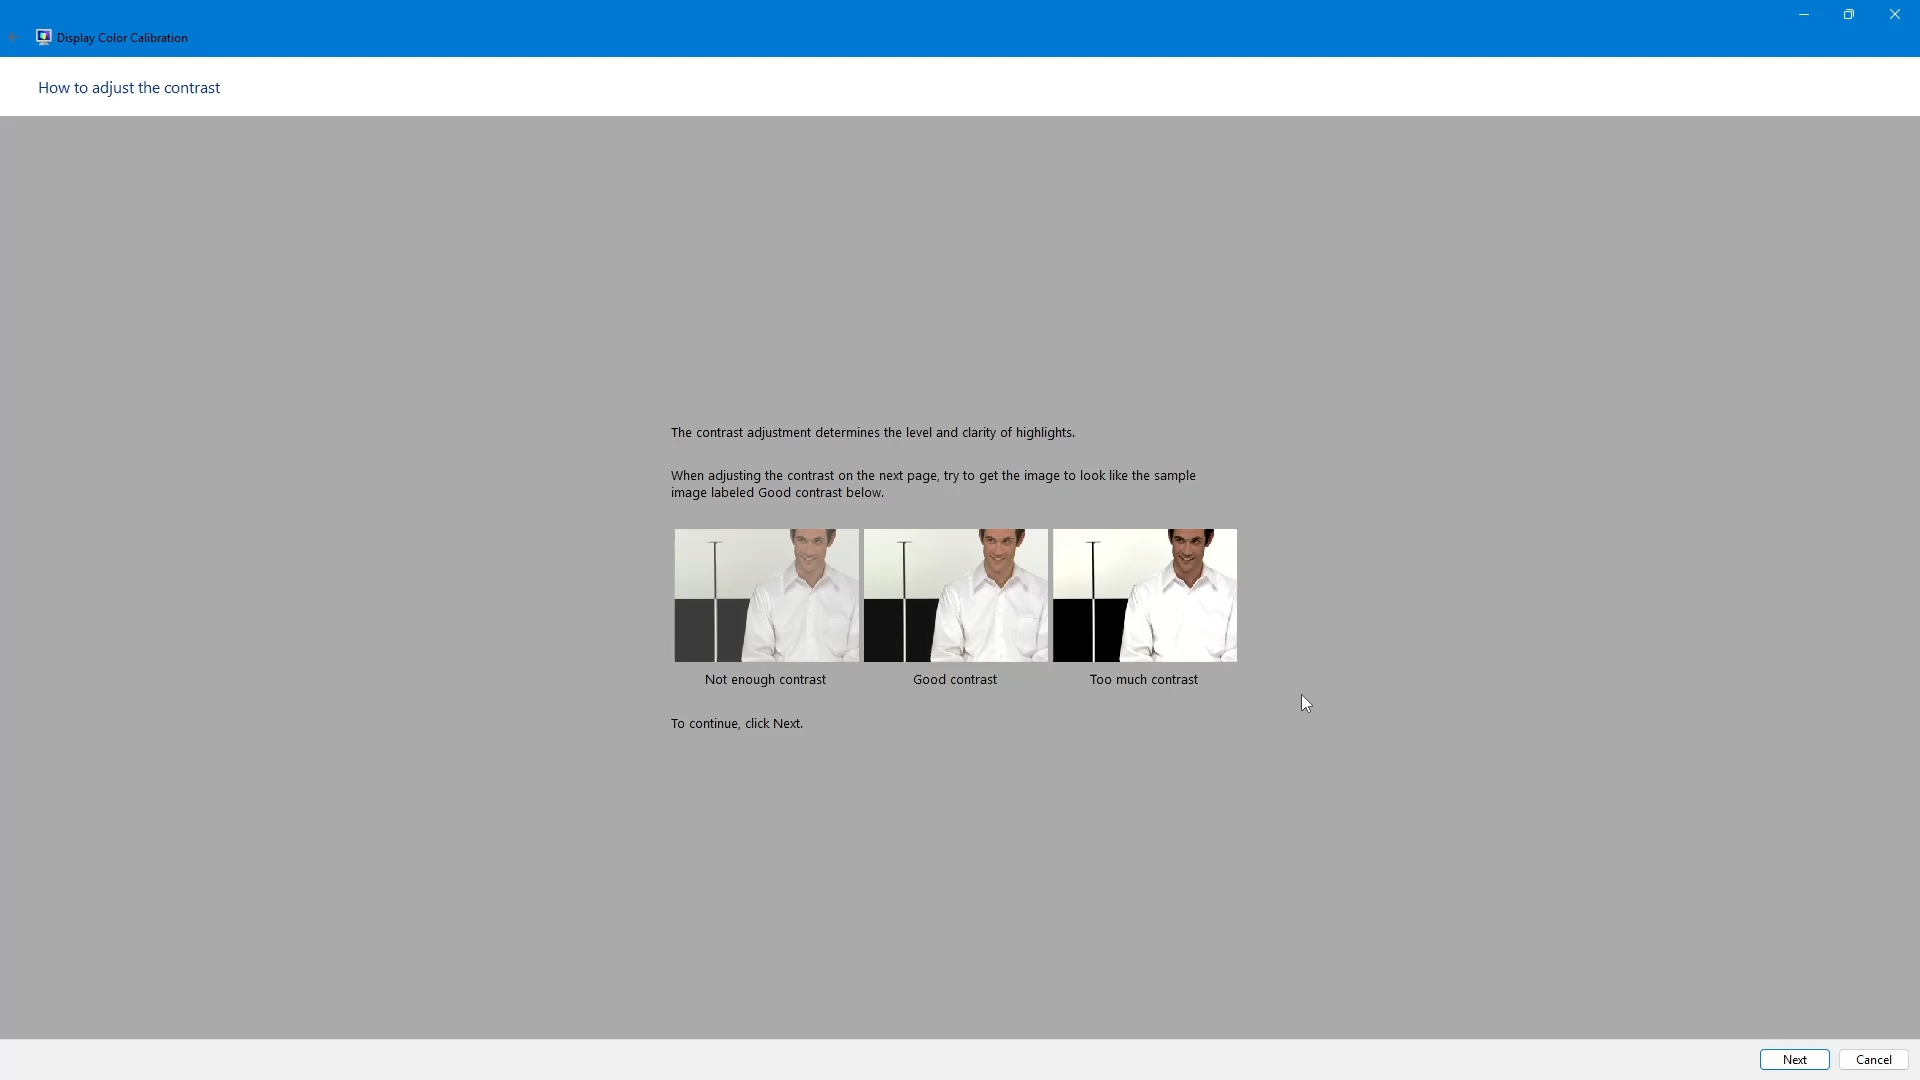 Display Color Calibration
How to adjust the contrast
The contrast adjustment determines the level and clarity of highlights.
When adjusting the contrast on the next page, try to get the image to look like the sample
image labeled Good contrast below.
Not enough contrast
Good contrast
Too much contrast
To continue, click Next.
Next
Cancel